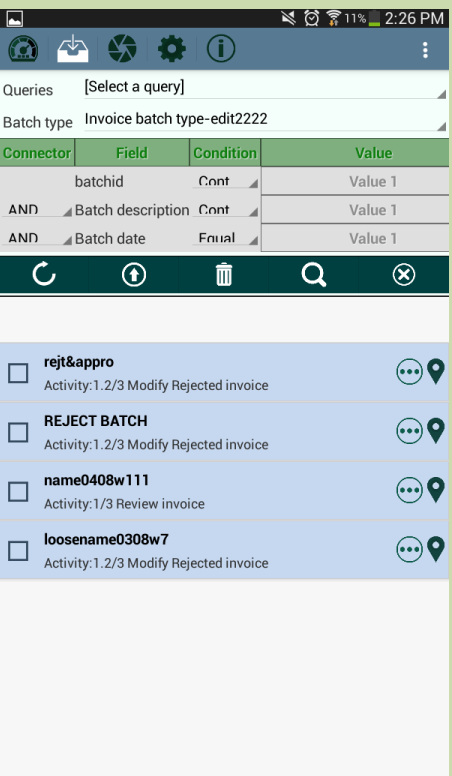 11% 2:26 PM
Queries [Select a query]
Batch type Invoice batch type-edit2222
Connector Field Condition Value
batchid Cont Value 1
AND Batch description Cont Value 1
AND Batch date Equal Value 1
rejt&appro
Activity:1.2/3 Modify Rejected invoice
REJECT BATCH
Activity:1.2/3 Modify Rejected invoice
name0408w111
Activity:1/3 Review invoice
loosename0308w7
Activity:1.2/3 Modify Rejected invoice